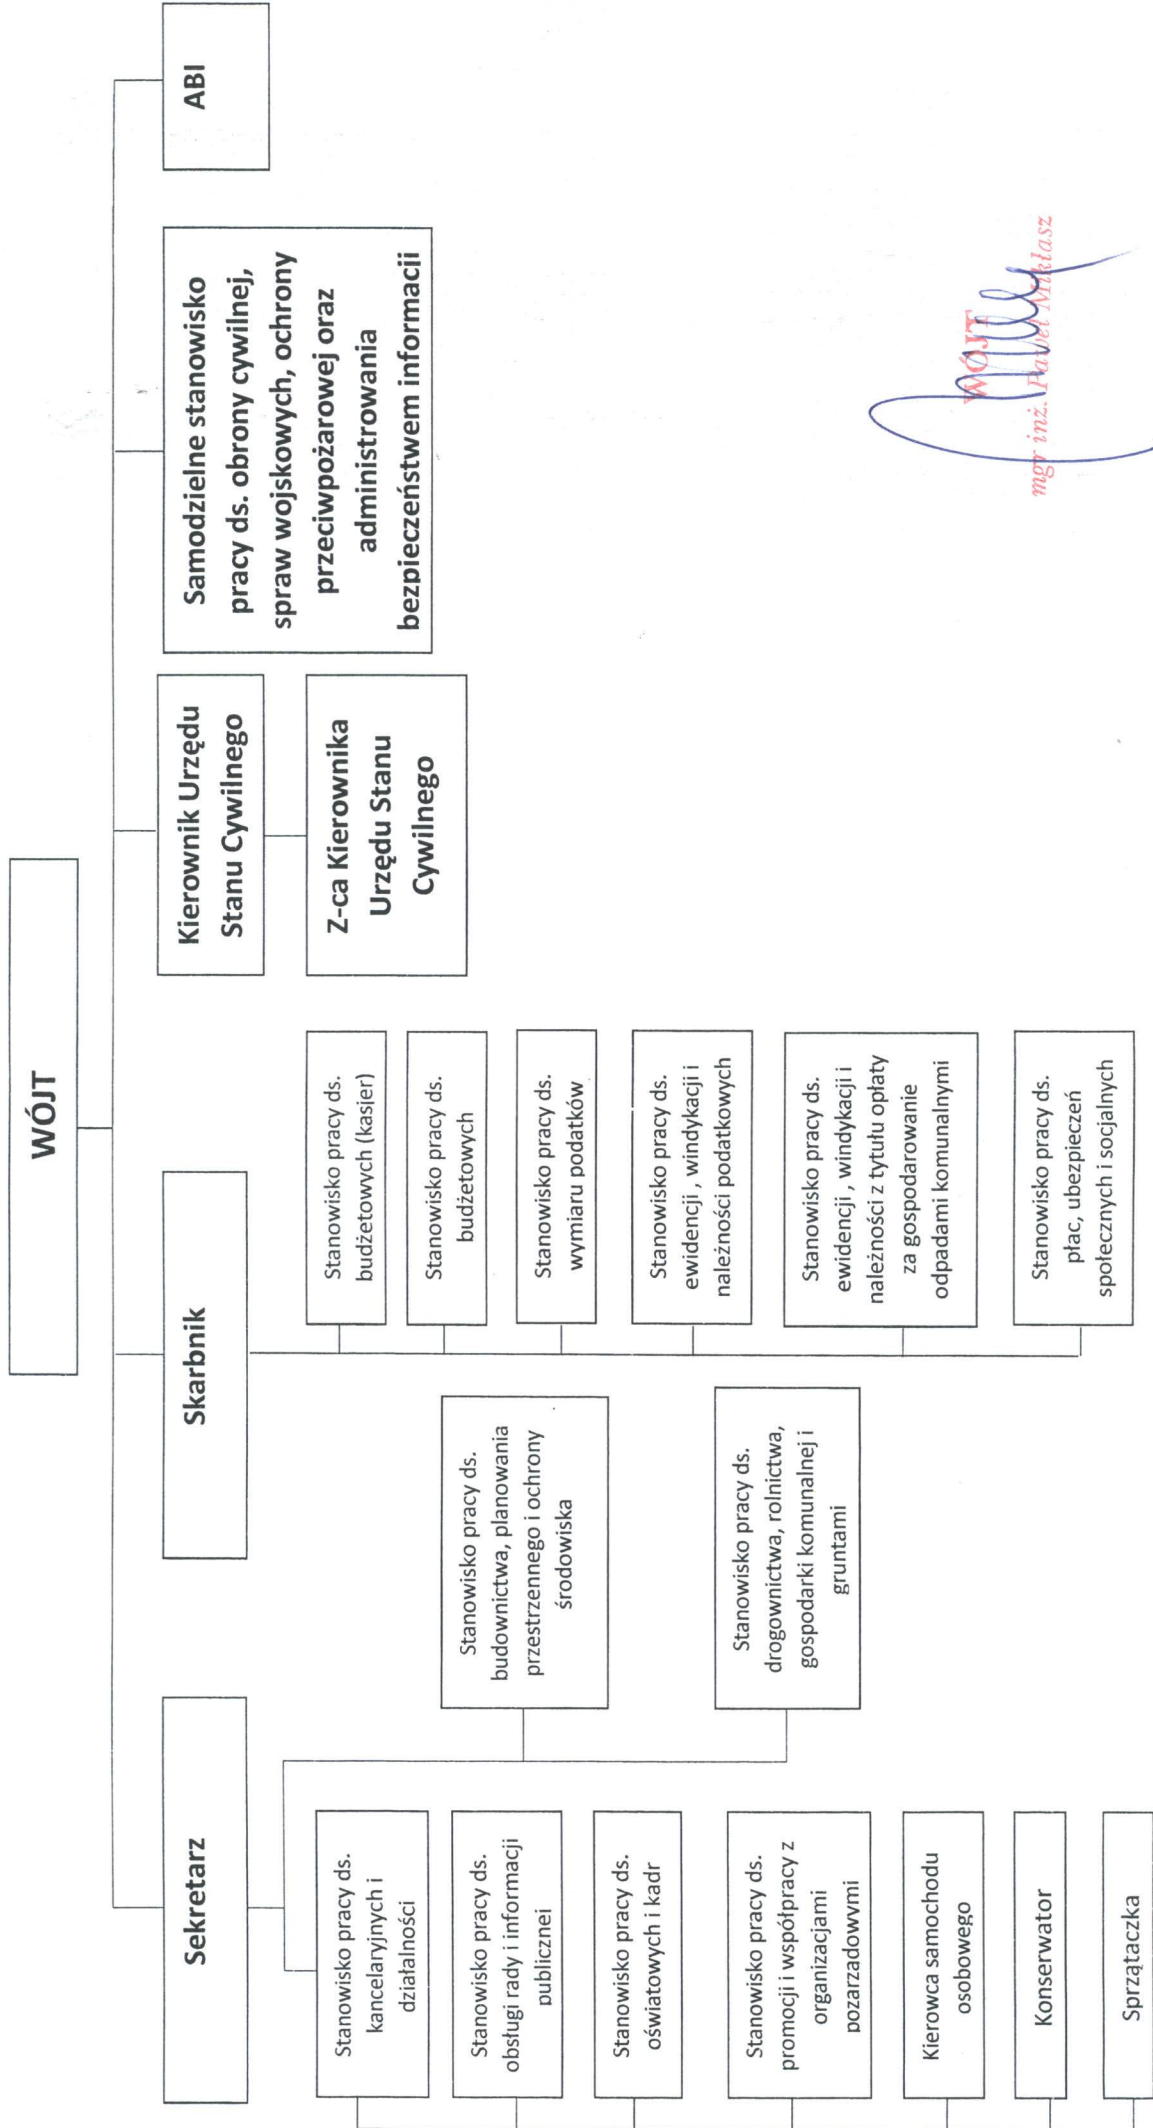 WÓJT
Sekretarz
Skarbnik
Kierownik Urzędu
Stanu Cywilnego
Samodzielne stanowisko
pracy ds. obrony cywilnej,
spraw wojskowych, ochrony
przeciwpożarowej oraz
administrowania
bezpieczeństwem informacii
ABI
Z-ca Kierownika
Urzędu Stanu
Cywilnego
Stanowisko pracy ds.
kancelaryjnych i
działalności
Stanowisko pracy ds.
obsługi rady i informacji
publicznei
Stanowisko pracy ds.
oświatowych i kadr
Stanowisko pracy ds.
promocji i współpracy z
organizacjami
pozarzadowymi
Kierowca samochodu
osobowego
Konserwator
Sprzątaczka
Stanowisko pracy ds.
budownictwa, planowania
przestrzennego i ochrony
środowiska
Stanowisko pracy ds.
drogownictwa, rolnictwa,
gospodarki komunalnej i
gruntami
Stanowisko pracy ds.
budżetowych (kasjer)
Stanowisko pracy ds.
budżetowych
Stanowisko pracy ds.
wymiaru podatków
Stanowisko pracy ds.
ewidencji , windykacji i
należności podatkowych
Stanowisko pracy ds.
ewidencji , windykacji i
należności z tytułu opłaty
za gospodarowanie
odpadami komunalnymi
Stanowisko pracy ds.
płac, ubezpieczeń
społecznych i socjalnych
WÓJT
mgr inż. Paweł Mikłasz